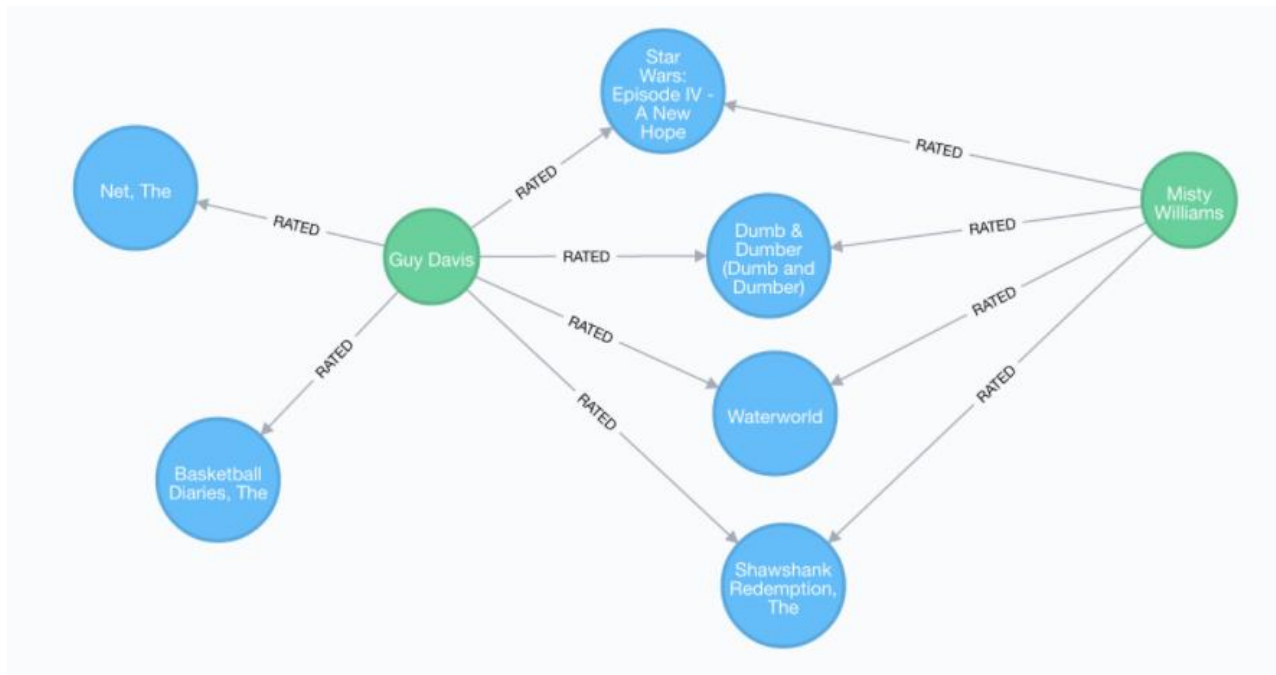 Star
Wars:
Episode IV -
A New
Hope
RATED
Misty
Williams
Net, The
RATED
RATED
Dumb &
Dumber
(Dumb and
Dumber)
RATED
Guy Davis
RATED
RATED
RATED
RATED
RATED
RATED
Waterworld
Basketball
Diaries, The
Shawshank
Redemption,
The